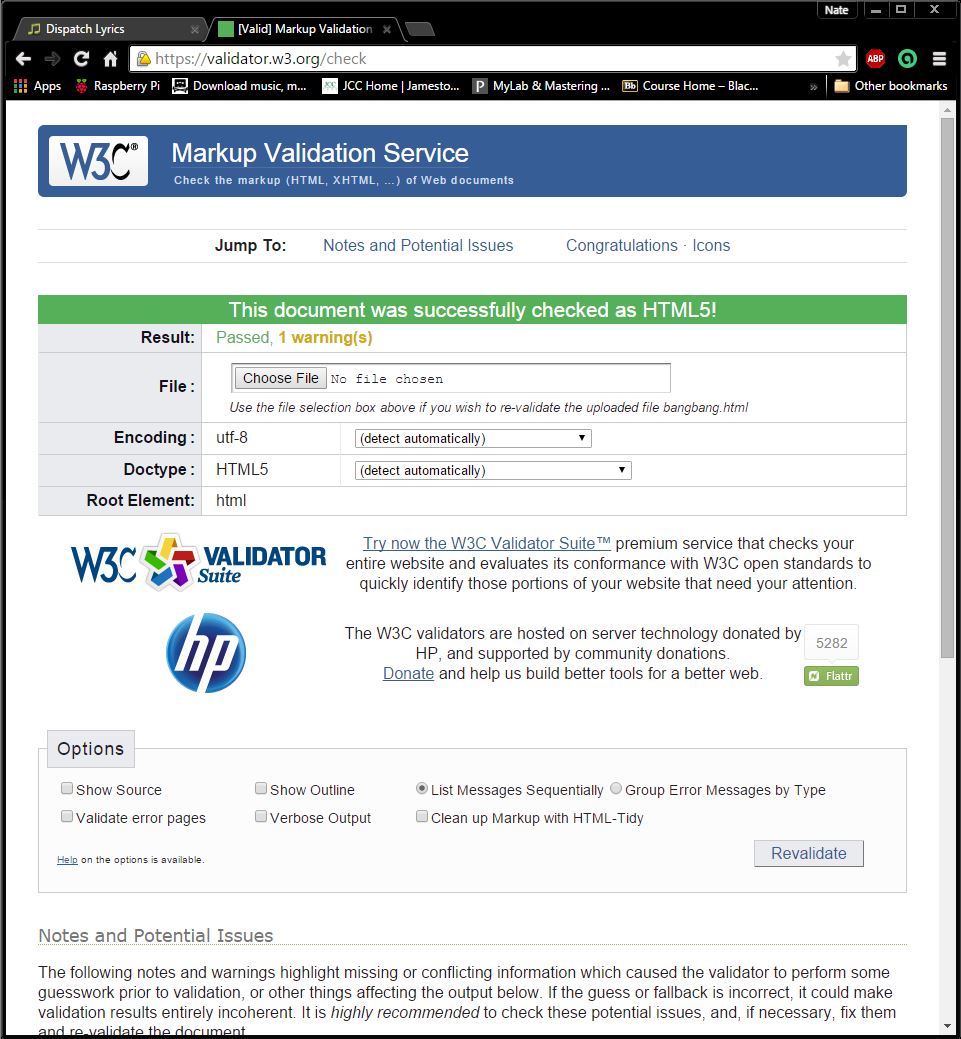 Nate
Dispatch Lyrics
[Valid] Markup Validation
https://validator.w3.org/check
ABP
Apps Raspberry Pi Download music, m... JCC Home | Jamesto... MyLab & Mastering ... Bb Course Home – Blac... » Other bookmarks
W3C® Markup Validation Service
Check the markup (HTML, XHTML, ...) of Web documents
Jump To: Notes and Potential Issues Congratulations · Icons
This document was successfully checked as HTML5!
Result: Passed, 1 warning(s)
File : Choose File No file chosen
Use the file selection box above if you wish to re-validate the uploaded file bangbang.html
Encoding : utf-8 (detect automatically)
Doctype : HTML5 (detect automatically)
Root Element: html
W3C VALIDATOR Suite
Try now the W3C Validator Suite™ premium service that checks your
entire website and evaluates its conformance with W3C open standards to
quickly identify those portions of your website that need your attention.
hp
The W3C validators are hosted on server technology donated by
HP, and supported by community donations.
Donate and help us build better tools for a better web.
5282
Flattr
Options
Show Source Show Outline List Messages Sequentially Group Error Messages by Type
Validate error pages Verbose Output Clean up Markup with HTML-Tidy
Help on the options is available.
Revalidate
Notes and Potential Issues
The following notes and warnings highlight missing or conflicting information which caused the validator to perform some
guesswork prior to validation, or other things affecting the output below. If the guess or fallback is incorrect, it could make
validation results entirely incoherent. It is highly recommended to check these potential issues, and, if necessary, fix them
and re-validate the document.